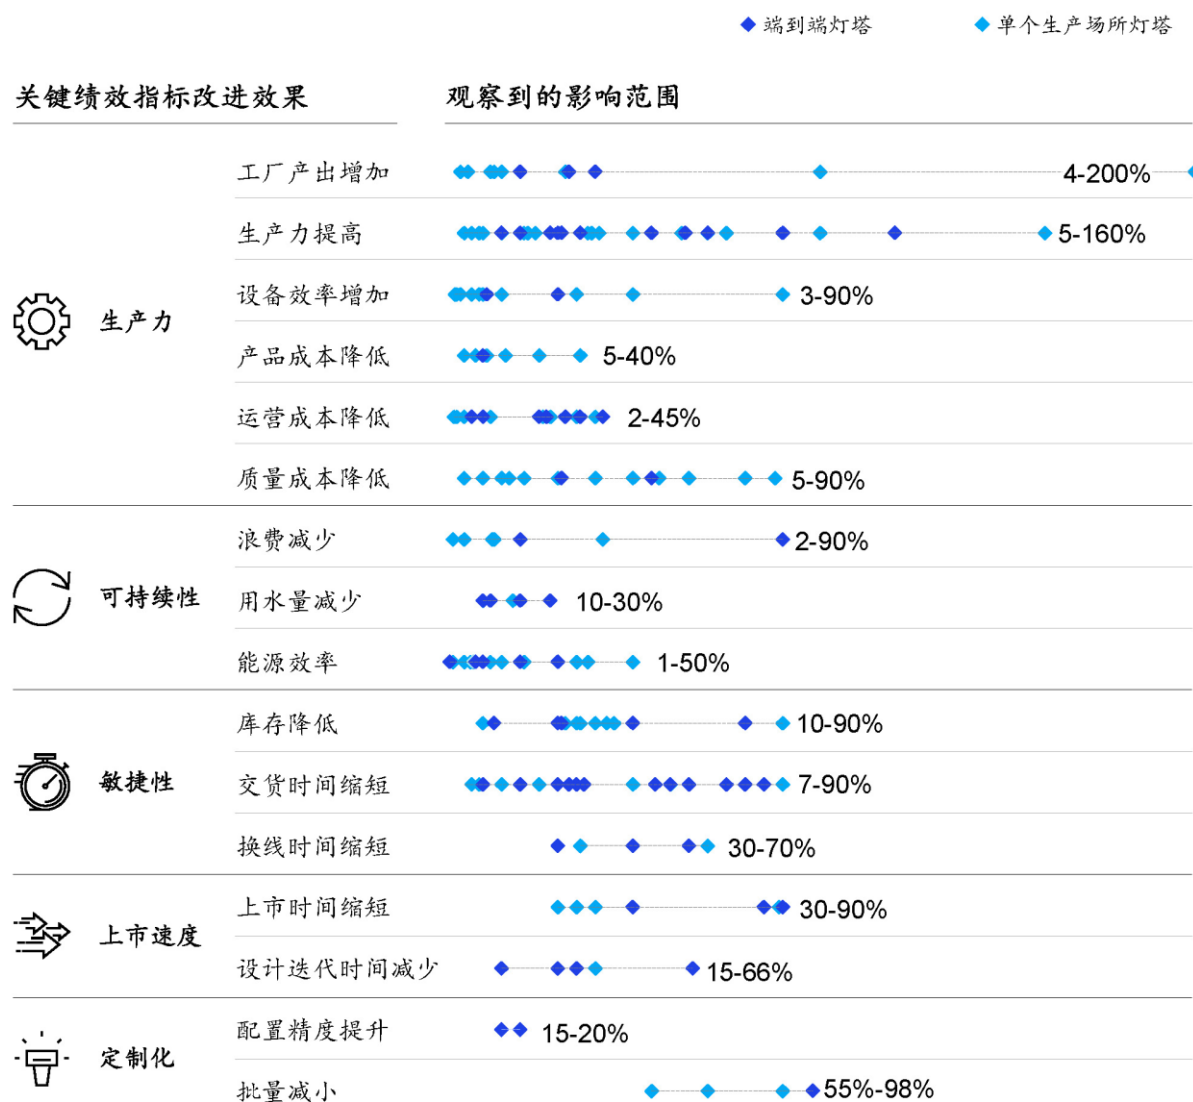 端到端灯塔 单个生产场所灯塔
关键绩效指标改进效果 观察到的影响范围
工厂产出增加 4-200%
生产力提高 5-160%
设备效率增加 3-90%
生产力
产品成本降低 5-40%
运营成本降低 2-45%
质量成本降低 5-90%
浪费减少 2-90%
可持续性 用水量减少 10-30%
能源效率 1-50%
库存降低 10-90%
敏捷性 交货时间缩短 7-90%
换线时间缩短 30-70%
上市时间缩短 30-90%
上市速度
设计迭代时间减少 15-66%
配置精度提升 15-20%
定制化
批量减小 55%-98%